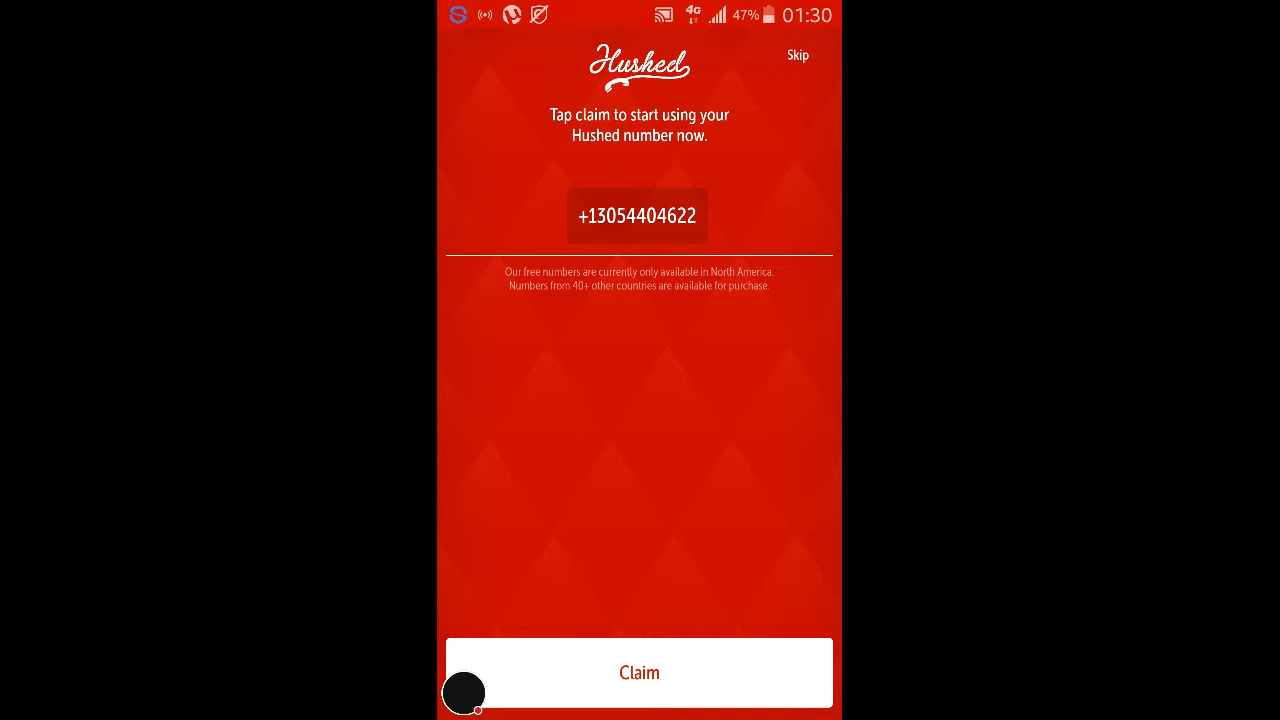 47% 01:30
4G
Hushed
Skip
Tap claim to start using your
Hushed number now.
+13054404622
Our free numbers are currently only available in North America.
Numbers from 40+ other countries are available for purchase.
Claim